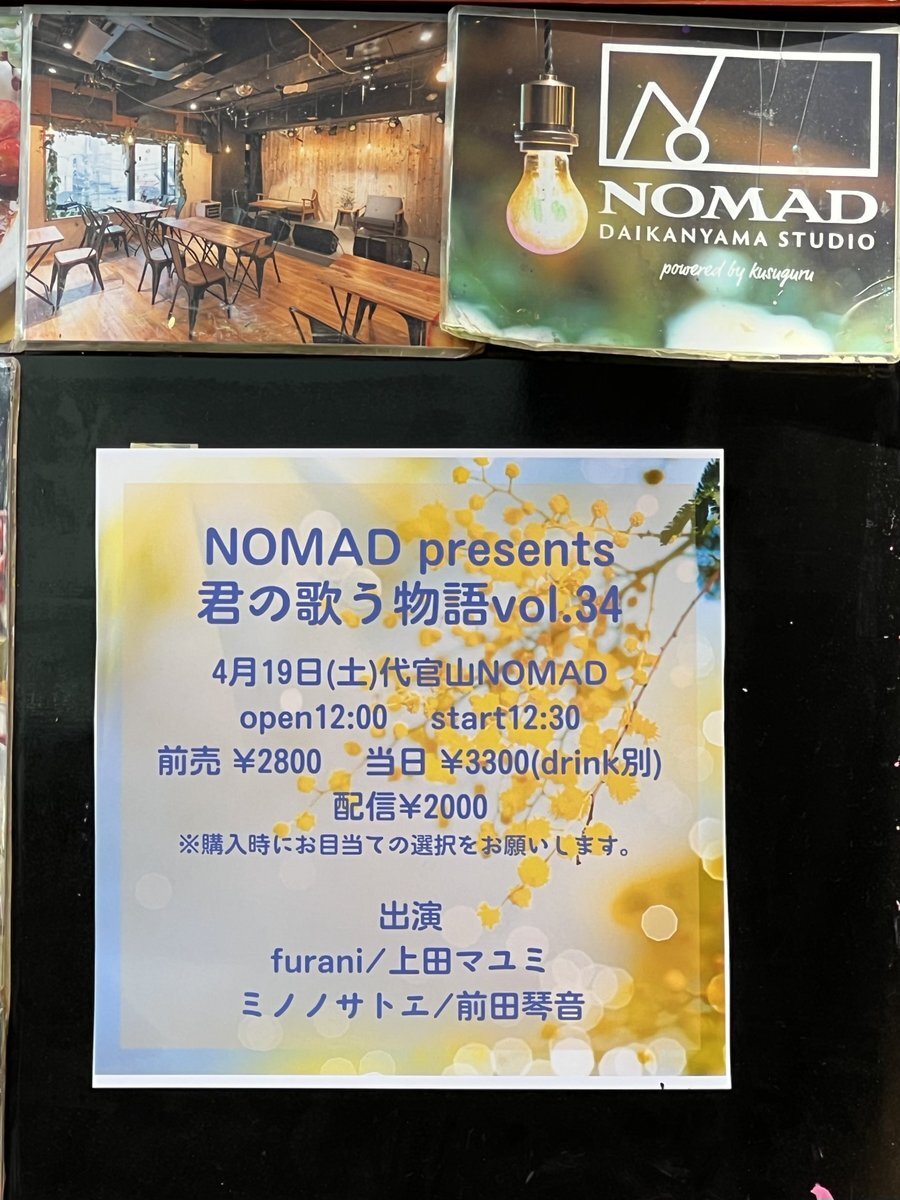 NOMAD
DAIKANYAMA STUDIO
powered by kusuguru
NOMAD presents
君の歌う物語vol.34
4月19日(土)代官山NOMAD
open12:00 start12:30
前売 ¥2800 当日 ¥3300(drink別)
配信¥2000
※購入時にお目当ての選択をお願いします。
出演
furani/上田マユミ
ミノノサトエ/前田琴音